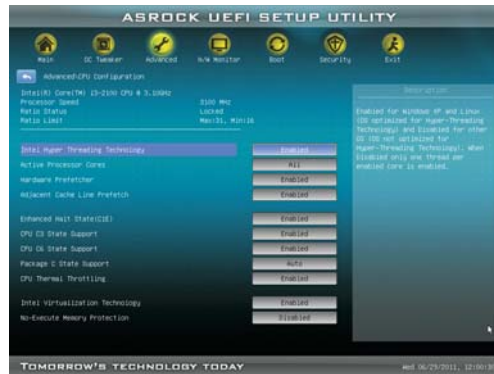 ASROCK UEFI SETUP UTILITY
Main
OC Tweaker
Advanced
H/W Monitor
Boot
Security
Exit
Advanced\CPU Configuration
Description
Intel(R) Core(TM) i3-2100 CPU @ 3.10GHz
Processor Speed 3100 MHz
Ratio Status Locked
Ratio Limit Max:31, Min:16
Enabled for Windows XP and Linux
(OS optimized for Hyper-Threading
Technology) and Disabled for other
OS (OS not optimized for
Hyper-Threading Technology). When
Disabled only one thread per
enabled core is enabled.
Intel Hyper Threading Technology Enabled
Active Processor Cores All
Hardware Prefetcher Enabled
Adjacent Cache Line Prefetch Enabled
Enhanced Halt State(C1E) Enabled
CPU C3 State Support Enabled
CPU C6 State Support Enabled
Package C State Support Auto
CPU Thermal Throttling Enabled
Intel Virtualization Technology Enabled
No-Execute Memory Protection Disabled
TOMORROW'S TECHNOLOGY TODAY
Wed 06/29/2011,